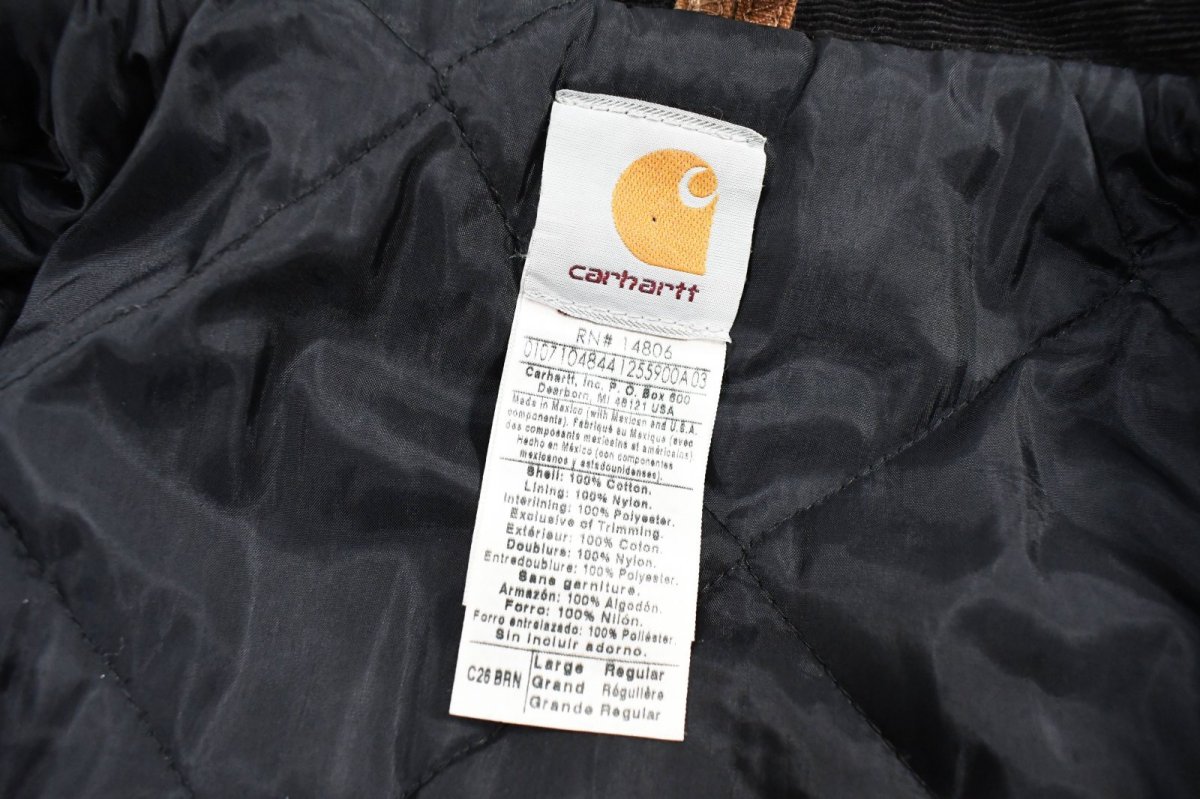 carhartt
RN# 14806
01071048441255900A03
Carhartt, Inc. P. O. Box 600
Dearborn, MI 48121 USA
Made in Mexico (with Mexican and U.S.A.
components). Fabriqué au Mexique (avec
des composants mexicains et américains)
Hecho en México (con componentes
mexicanos y estadounidenses).
Shell: 100% Cotton.
Lining: 100% Nylon.
Interlining: 100% Polyester.
Exclusive of Trimming.
Extérieur: 100% Coton.
Doublure: 100% Nylon.
Entredoublure: 100% Polyester.
Sans garniture.
Armazón: 100% Algodón.
Forro: 100% Nilón.
Forro entrelazado: 100% Poliéster.
Sin incluir adorno.
C26 BRN
Large Regular
Grand Régulière
Grande Regular